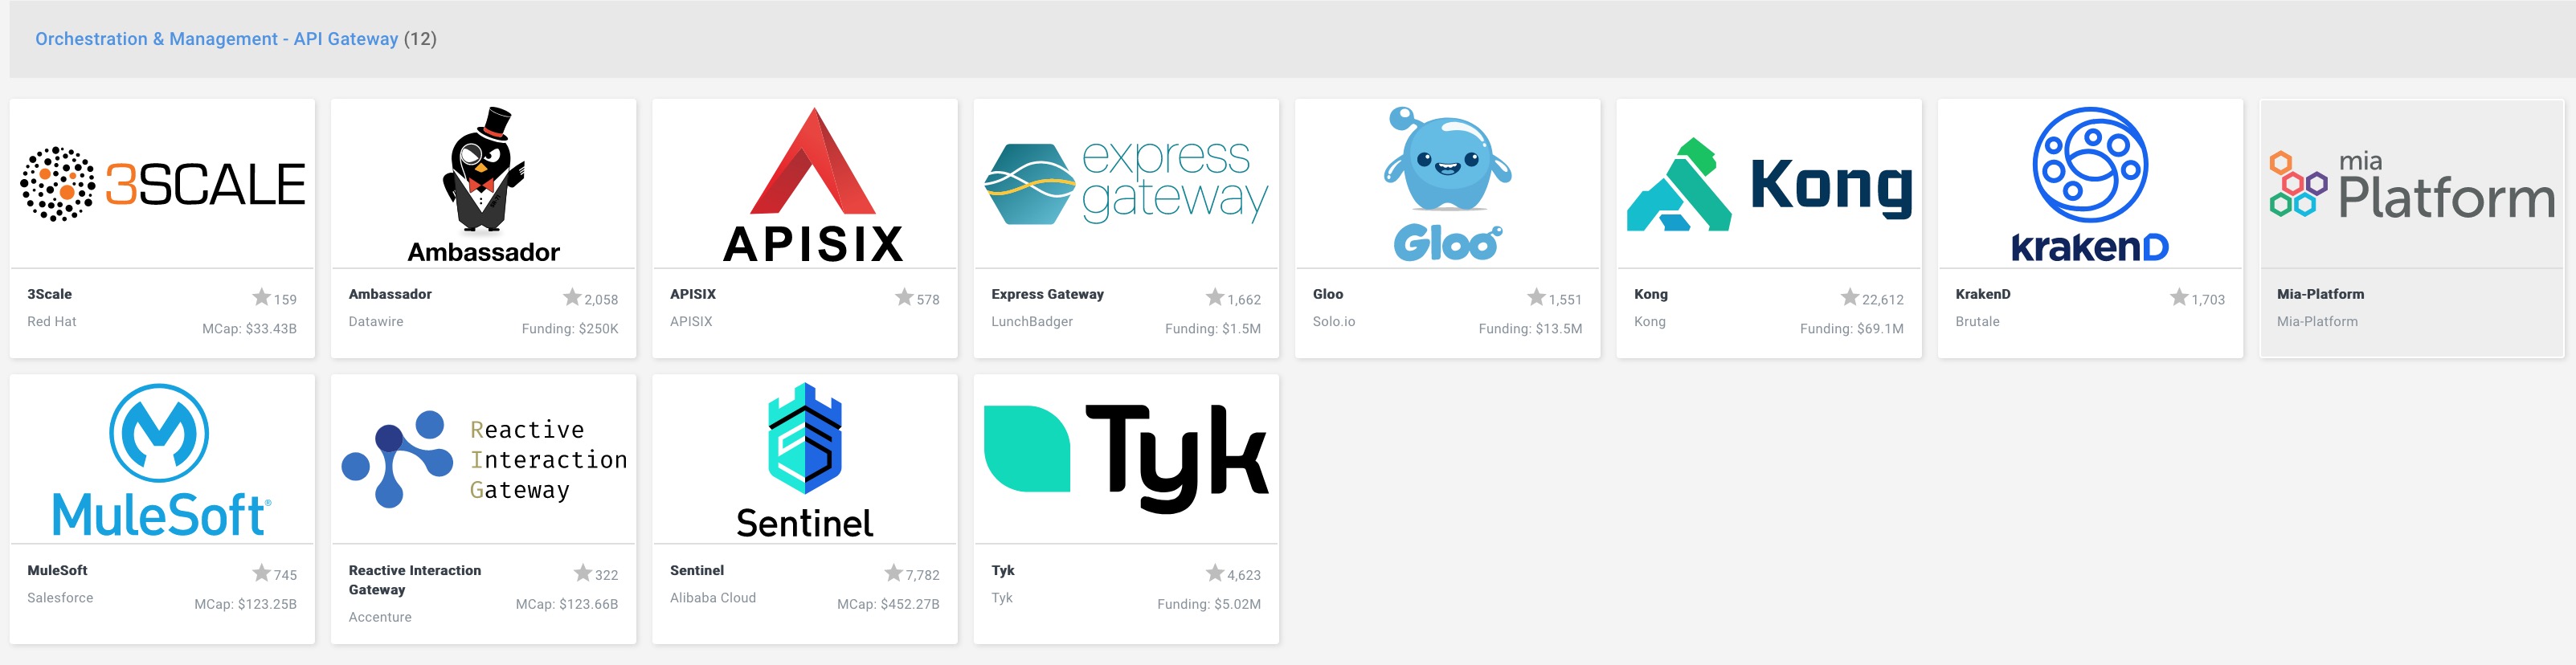 Orchestration & Management - API Gateway (12)
3SCALE
3Scale
159
Red Hat
MCap: $33.43B
Ambassador
Ambassador
2,058
Datawire
Funding: $250K
APISIX
APISIX
578
APISIX
express
gateway
Express Gateway
1,662
LunchBadger
Funding: $1.5M
Gloo
Gloo
1,551
Solo.io
Funding: $13.5M
Kong
Kong
22,612
Kong
Funding: $69.1M
krakenD
KrakenD
1,703
Brutale
mia
Platform
Mia-Platform
Mia-Platform
MuleSoft®
MuleSoft
745
Salesforce
MCap: $123.25B
Reactive
Interaction
Gateway
Reactive Interaction
Gateway
322
Accenture
MCap: $123.66B
Sentinel
Sentinel
7,782
Alibaba Cloud
MCap: $452.27B
Tyk
Tyk
4,623
Tyk
Funding: $5.02M